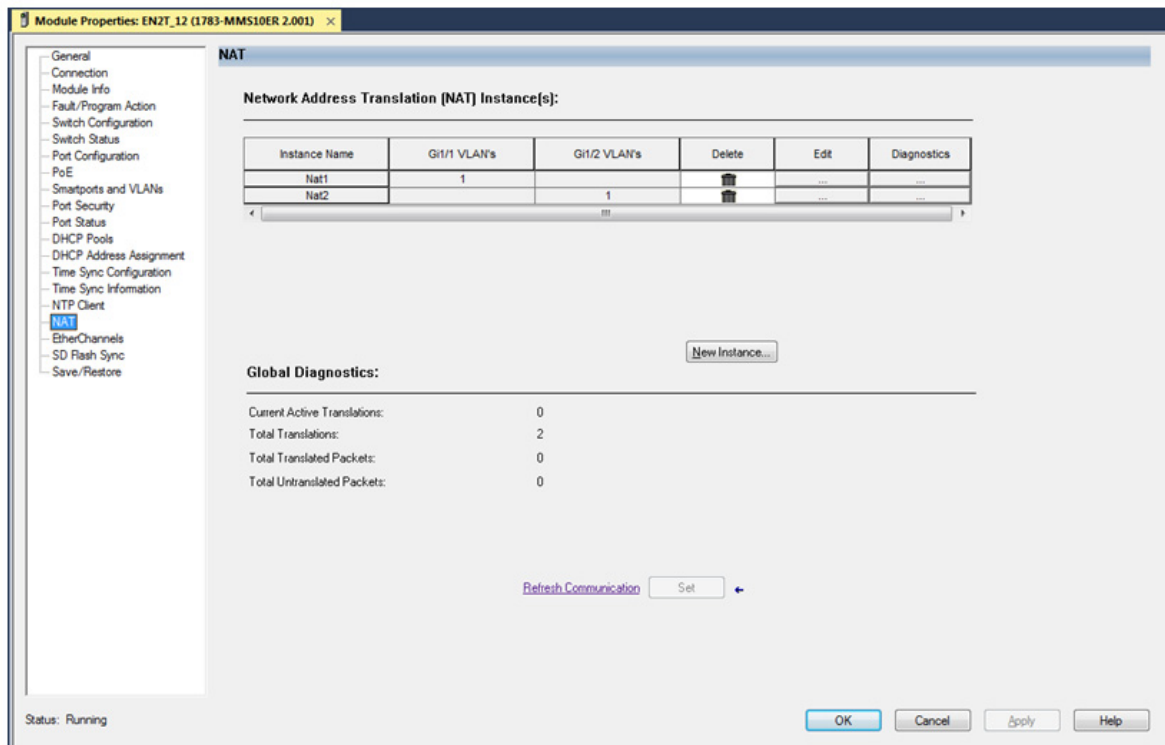 Module Properties: EN2T_12 (1783-MMS10ER 2.001) ×
General
Connection
Module Info
Fault/Program Action
Switch Configuration
Switch Status
Port Configuration
PoE
Smartports and VLANs
Port Security
Port Status
DHCP Pools
DHCP Address Assignment
Time Sync Configuration
Time Sync Information
NTP Client
NAT
EtherChannels
SD Flash Sync
Save/Restore
NAT
Network Address Translation (NAT) Instance(s):
Instance Name Gi1/1 VLAN's Gi1/2 VLAN's Delete Edit Diagnostics
Nat1 1 ... ...
Nat2 1 ... ...
New Instance...
Global Diagnostics:
Current Active Translations: 0
Total Translations: 2
Total Translated Packets: 0
Total Untranslated Packets: 0
Refresh Communication Set
Status: Running
OK Cancel Apply Help